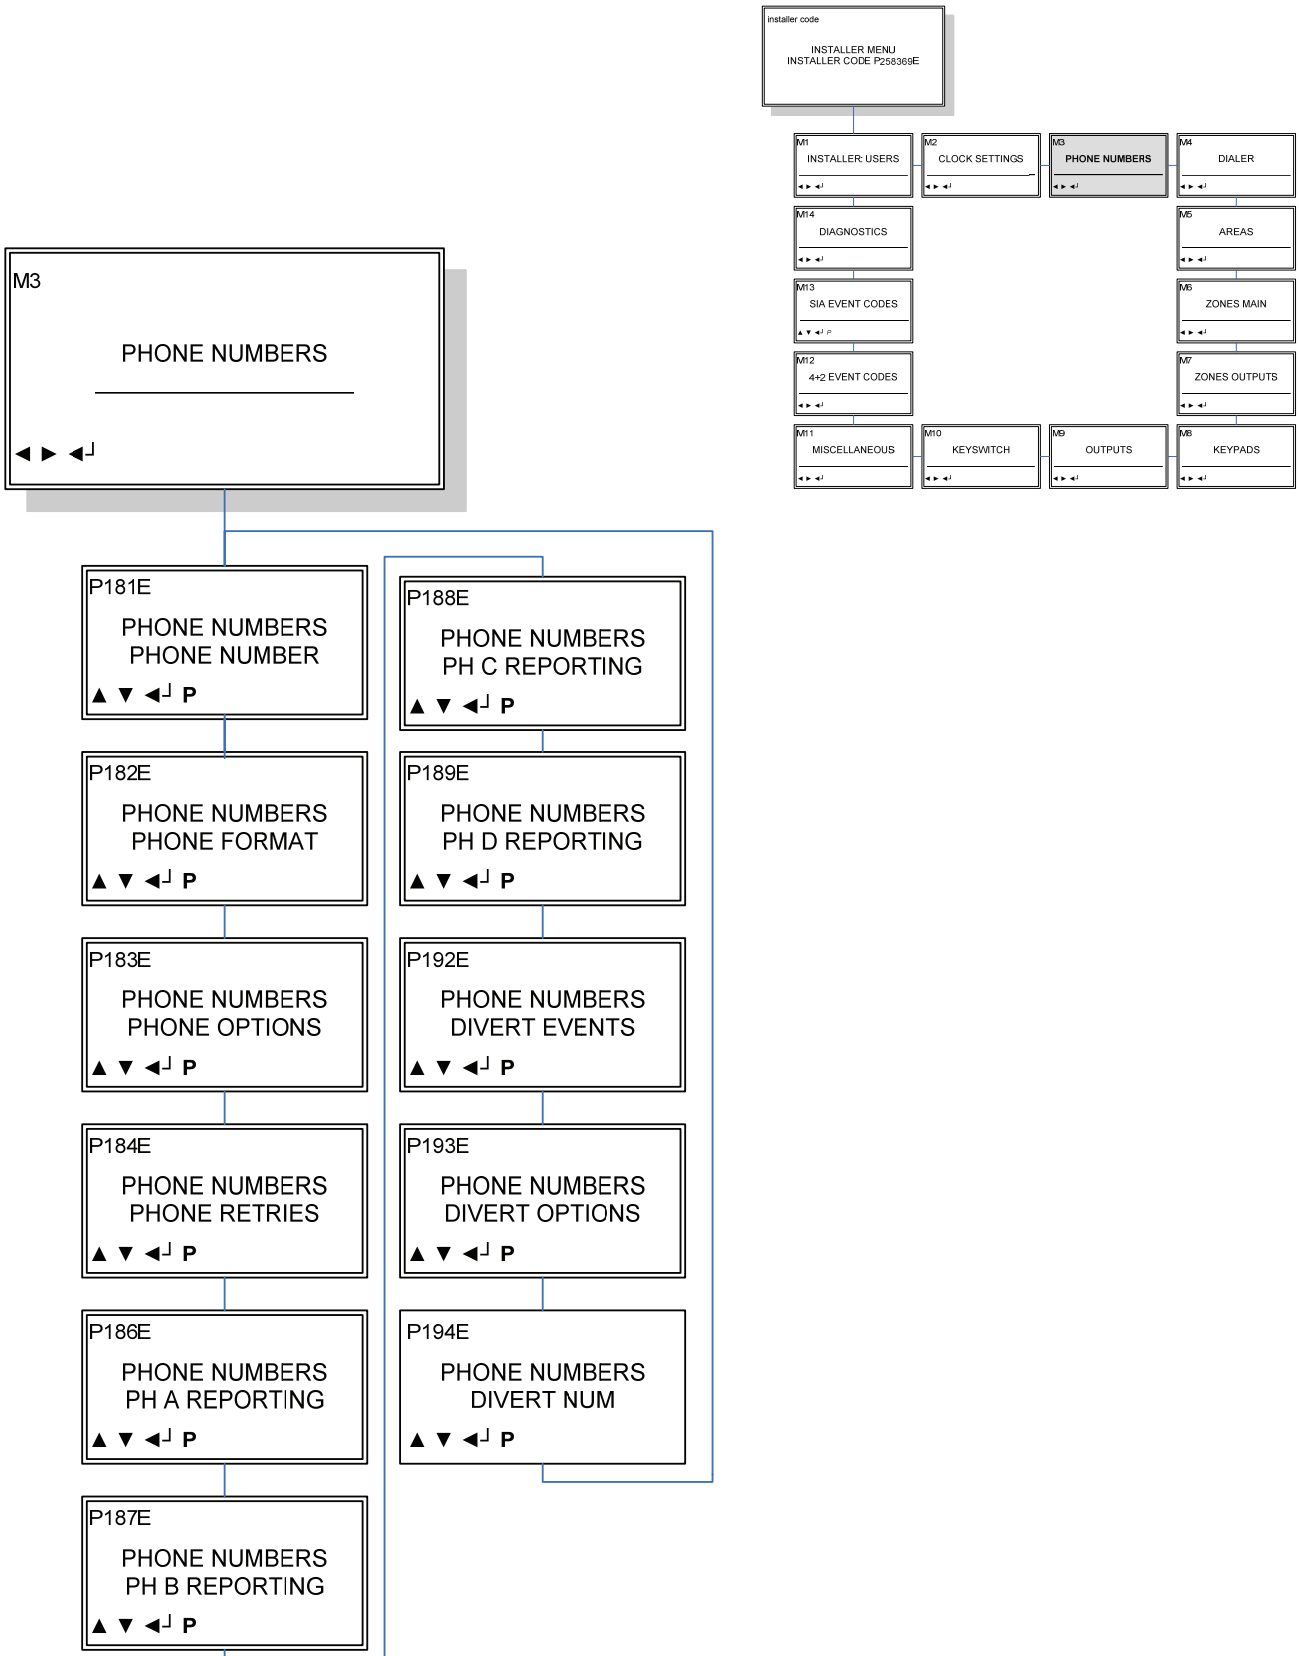 installer code
INSTALLER MENU
INSTALLER CODE P258369E
M1
INSTALLER: USERS
◄ ► ◄┘
M2
CLOCK SETTINGS
◄ ► ◄┘
M3
PHONE NUMBERS
◄ ► ◄┘
M4
DIALER
◄ ► ◄┘
M14
DIAGNOSTICS
◄ ► ◄┘
M5
AREAS
◄ ► ◄┘
M13
SIA EVENT CODES
▲ ▼ ◄┘ P
M6
ZONES MAIN
◄ ► ◄┘
M12
4+2 EVENT CODES
◄ ► ◄┘
M7
ZONES OUTPUTS
◄ ► ◄┘
M11
MISCELLANEOUS
◄ ► ◄┘
M10
KEYSWITCH
◄ ► ◄┘
M9
OUTPUTS
◄ ► ◄┘
M8
KEYPADS
◄ ► ◄┘
M3
PHONE NUMBERS
◄ ► ◄┘
P181E
PHONE NUMBERS
PHONE NUMBER
▲ ▼ ◄┘ P
P182E
PHONE NUMBERS
PHONE FORMAT
▲ ▼ ◄┘ P
P183E
PHONE NUMBERS
PHONE OPTIONS
▲ ▼ ◄┘ P
P184E
PHONE NUMBERS
PHONE RETRIES
▲ ▼ ◄┘ P
P186E
PHONE NUMBERS
PH A REPORTING
▲ ▼ ◄┘ P
P187E
PHONE NUMBERS
PH B REPORTING
▲ ▼ ◄┘ P
P188E
PHONE NUMBERS
PH C REPORTING
▲ ▼ ◄┘ P
P189E
PHONE NUMBERS
PH D REPORTING
▲ ▼ ◄┘ P
P192E
PHONE NUMBERS
DIVERT EVENTS
▲ ▼ ◄┘ P
P193E
PHONE NUMBERS
DIVERT OPTIONS
▲ ▼ ◄┘ P
P194E
PHONE NUMBERS
DIVERT NUM
▲ ▼ ◄┘ P